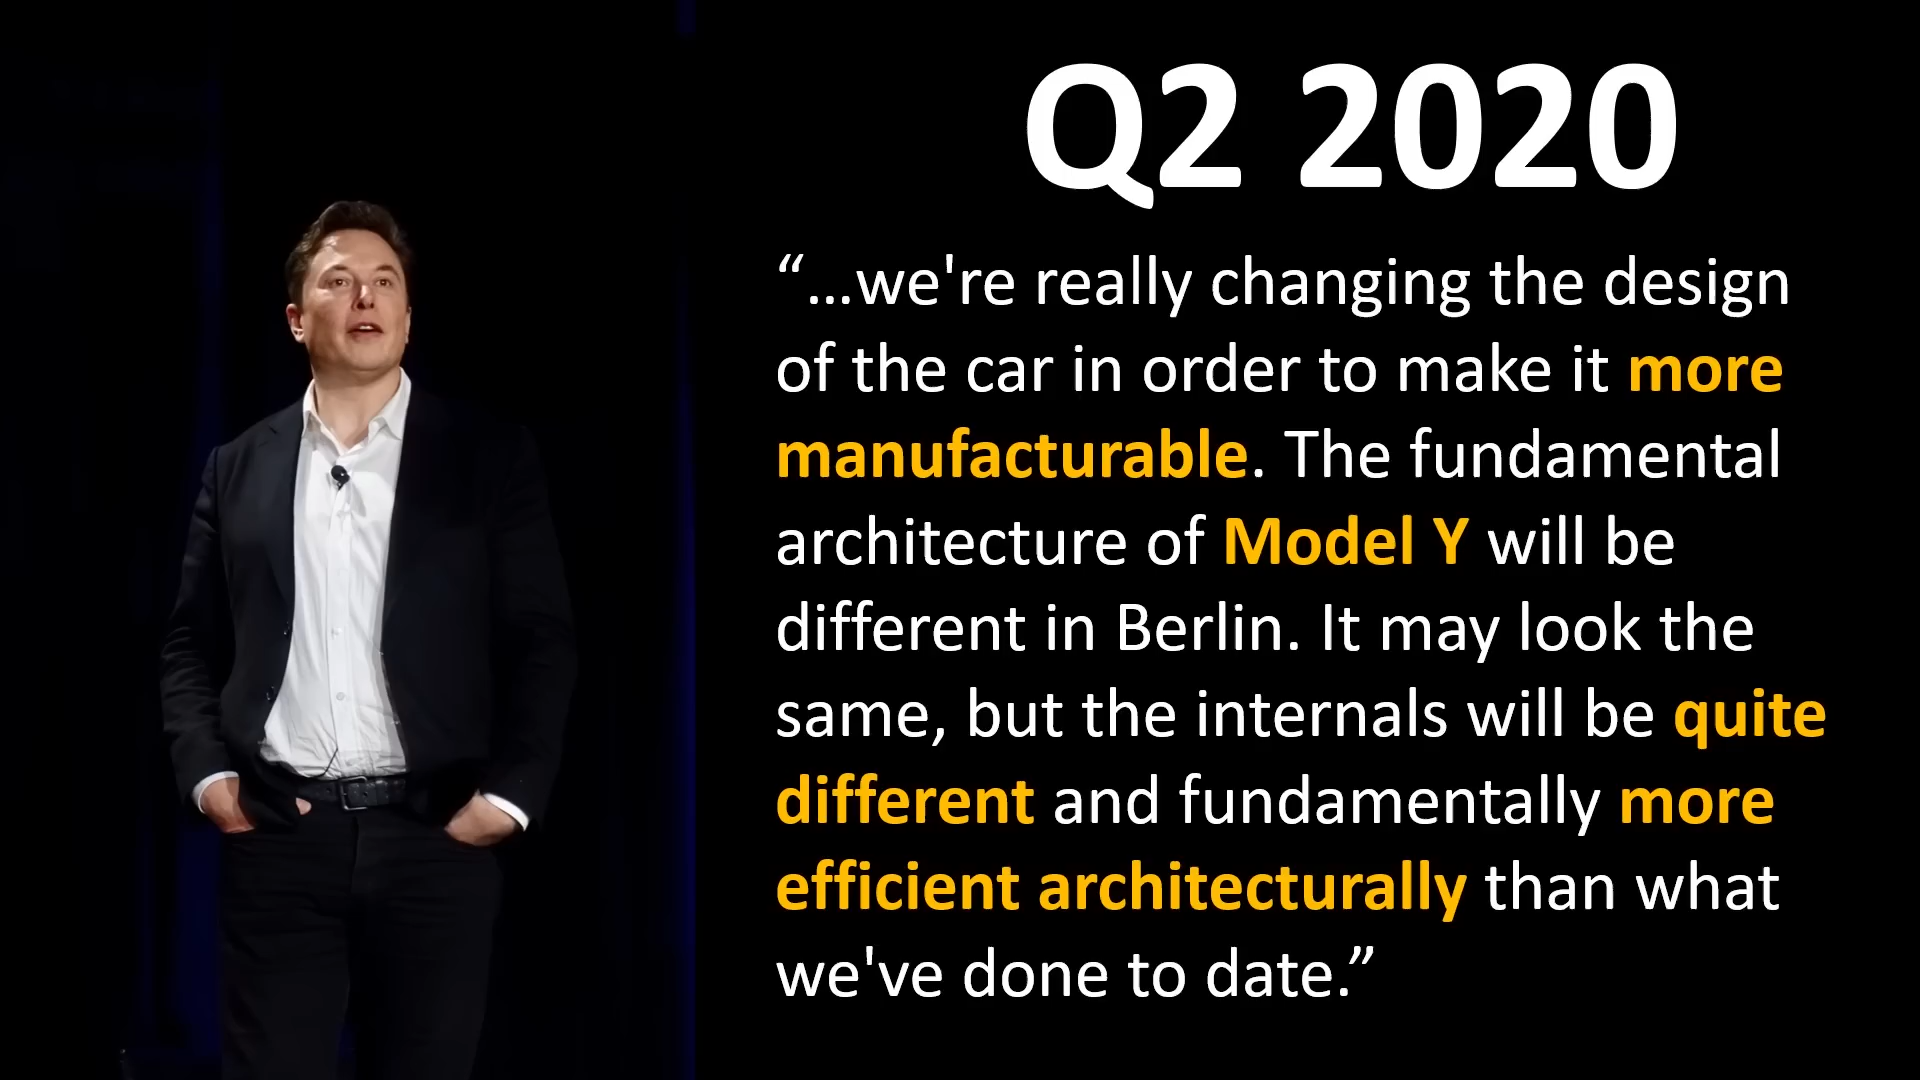 Q2 2020
“...we're really changing the design
of the car in order to make it more
manufacturable. The fundamental
architecture of Model Y will be
different in Berlin. It may look the
same, but the internals will be quite
different and fundamentally more
efficient architecturally than what
we've done to date.”